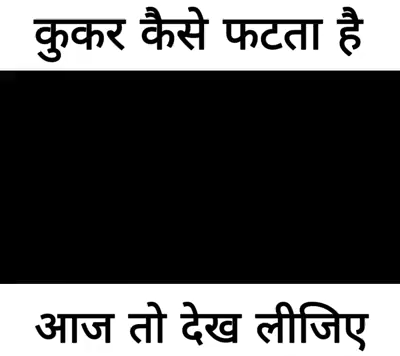 कुकर कैसे फटता है
आज तो देख लीजिए